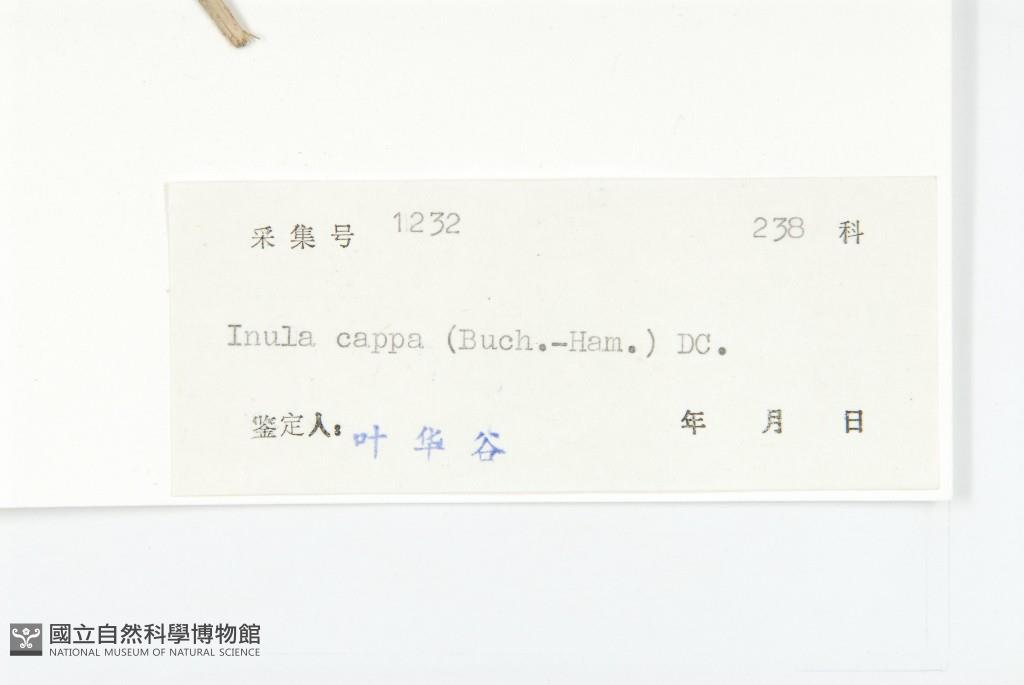 采集号 1232 238 科
Inula cappa (Buch.-Ham.) DC.
鉴定人: 叶华谷 年 月 日
國立自然科學博物館
NATIONAL MUSEUM OF NATURAL SCIENCE